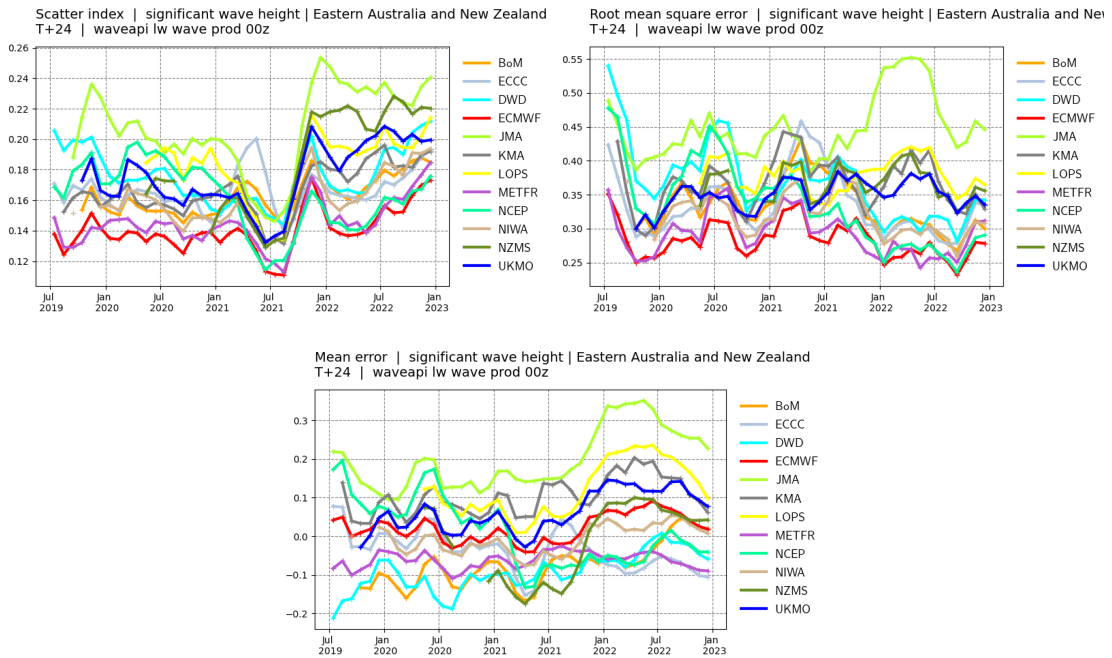 Scatter index | significant wave height | Eastern Australia and New Zealand
T+24 | waveapi lw wave prod 00z
0.26
0.24
0.22
0.20
0.18
0.16
0.14
0.12
Jul
2019
Jan
2020
Jul
2020
Jan
2021
Jul
2021
Jan
2022
Jul
2022
Jan
2023
BoM
ECCC
DWD
ECMWF
JMA
KMA
LOPS
METFR
NCEP
NIWA
NZMS
UKMO
Root mean square error | significant wave height | Eastern Australia and Nev
T+24 | waveapi lw wave prod 00z
0.55
0.50
0.45
0.40
0.35
0.30
0.25
Jul
2019
Jan
2020
Jul
2020
Jan
2021
Jul
2021
Jan
2022
Jul
2022
Jan
2023
BoM
ECCC
DWD
ECMWF
JMA
KMA
LOPS
METFR
NCEP
NIWA
NZMS
UKMO
Mean error | significant wave height | Eastern Australia and New Zealand
T+24 | waveapi lw wave prod 00z
0.3
0.2
0.1
0.0
−0.1
−0.2
Jul
2019
Jan
2020
Jul
2020
Jan
2021
Jul
2021
Jan
2022
Jul
2022
Jan
2023
BoM
ECCC
DWD
ECMWF
JMA
KMA
LOPS
METFR
NCEP
NIWA
NZMS
UKMO